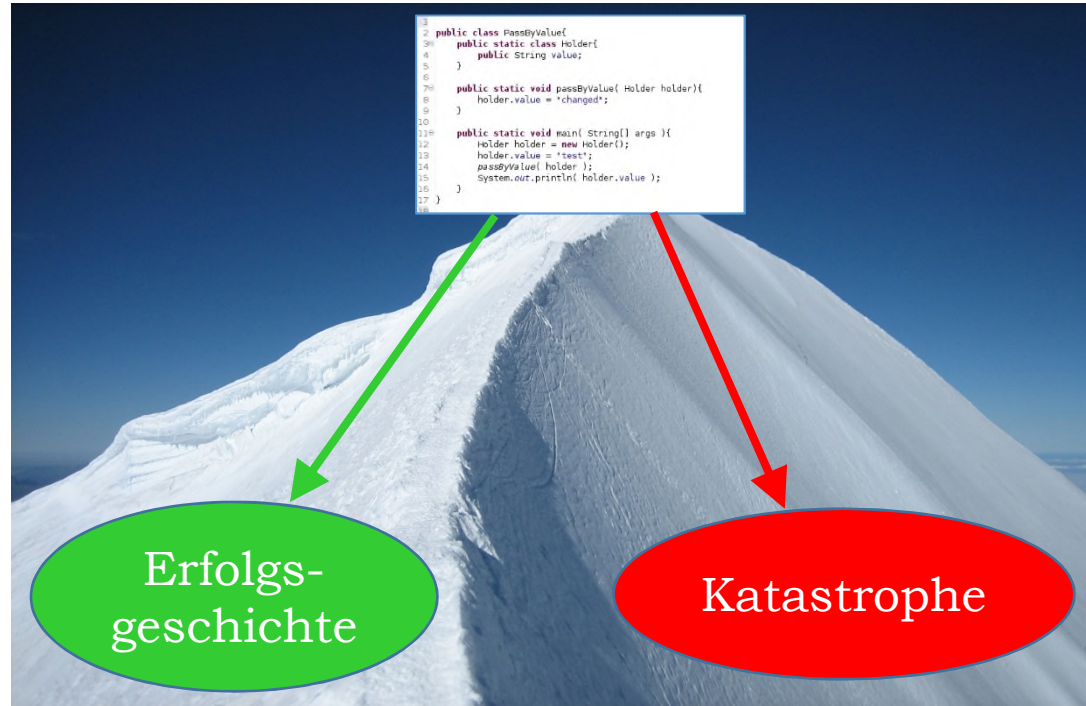 1
2 public class PassByValue{
3 public static class Holder{
4 public String value;
5 }
6
7 public static void passByValue( Holder holder){
8 holder.value = "changed";
9 }
10
11 public static void main( String[] args ){
12 Holder holder = new Holder();
13 holder.value = "test";
14 passByValue( holder );
15 System.out.println( holder.value );
16 }
17 }
18
Erfolgs-
geschichte
Katastrophe